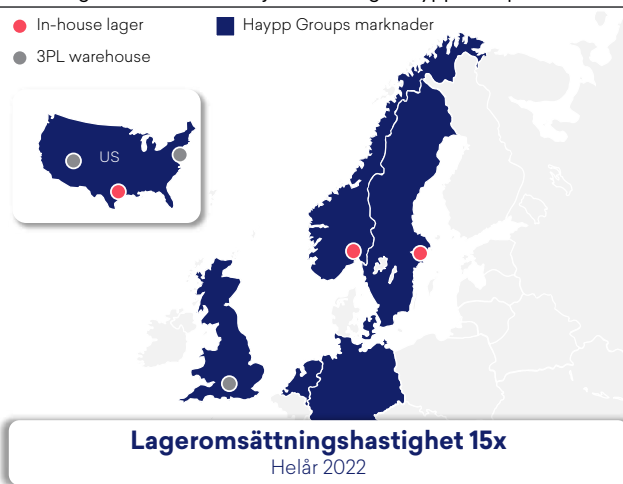 In-house lager
Haypp Groups marknader
3PL warehouse
US
Lageromsättningshastighet 15x
Helår 2022